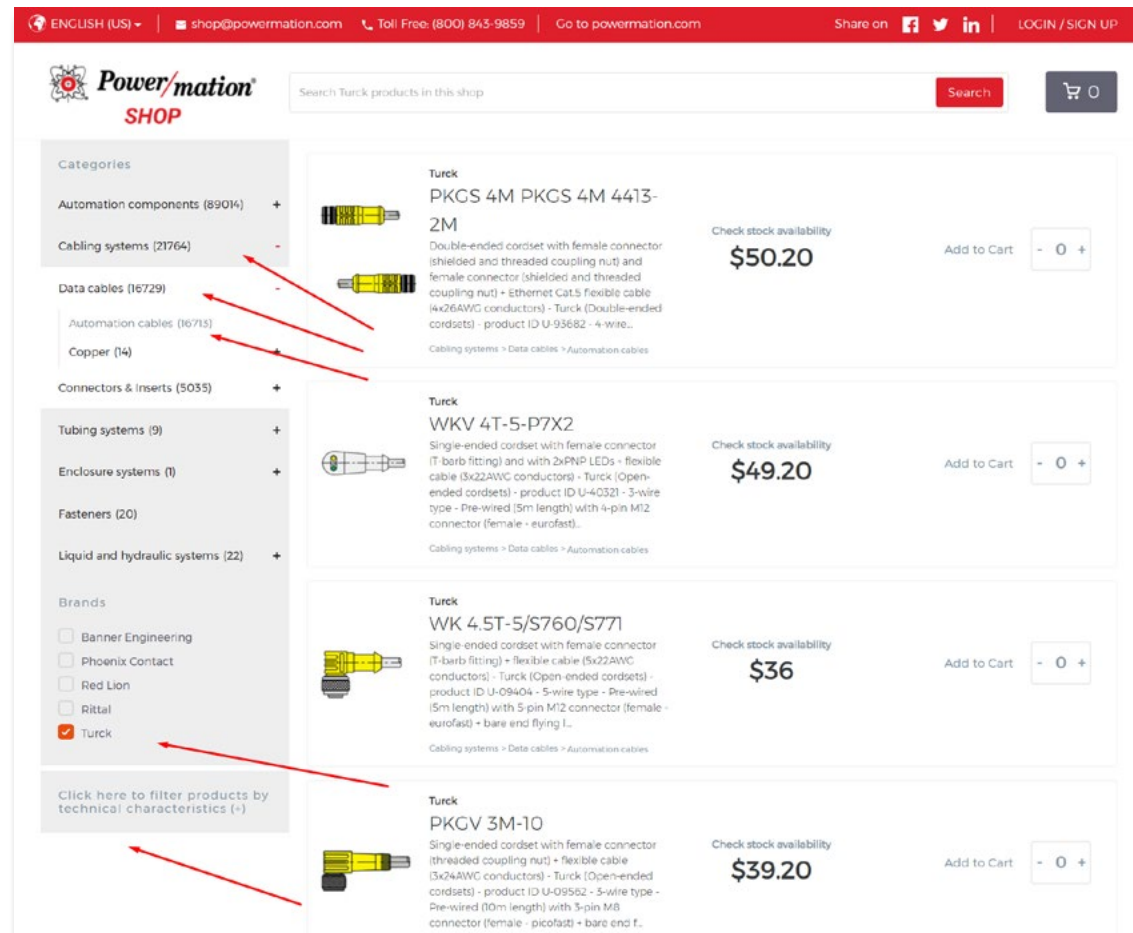 ENGLISH (US)
shop@powermation.com
Toll Free: (800) 843-9859
Go to powermation.com
Share on
LOGIN / SIGN UP
Power/mation®
SHOP
Search Turck products in this shop
Search
0
Categories
Automation components (89014) +
Cabling systems (21764) -
Data cables (16729) -
Automation cables (16713)
Copper (14) +
Connectors & Inserts (5035) +
Tubing systems (9) +
Enclosure systems (1) +
Fasteners (20)
Liquid and hydraulic systems (22) +
Brands
Banner Engineering
Phoenix Contact
Red Lion
Rittal
Turck
Click here to filter products by
technical characteristics (+)
Turck
PKGS 4M PKGS 4M 4413-
2M
Double-ended cordset with female connector
(shielded and threaded coupling nut) and
female connector (shielded and threaded
coupling nut) + Ethernet Cat.5 flexible cable
(4x26AWG conductors) - Turck (Double-ended
cordsets) - product ID U-93682 - 4-wire...
Cabling systems > Data cables > Automation cables
Check stock availability
$50.20
Add to Cart - 0 +
Turck
WKV 4T-5-P7X2
Single-ended cordset with female connector
(T-barb fitting) and with 2xPNP LEDs - flexible
cable (3x22AWG conductors) - Turck (Open-
ended cordsets) - product ID U-40321 - 3-wire
type - Pre-wired (5m length) with 4-pin M12
connector (female - eurofast)...
Cabling systems > Data cables > Automation cables
Check stock availability
$49.20
Add to Cart - 0 +
Turck
WK 4.5T-5/S760/S771
Single-ended cordset with female connector
(T-barb fitting) + flexible cable (5x22AWG
conductors) - Turck (Open-ended cordsets) -
product ID U-09404 - 5-wire type - Pre-wired
(5m length) with 5-pin M12 connector (female -
eurofast) + bare end flying l...
Cabling systems > Data cables > Automation cables
Check stock availability
$36
Add to Cart - 0 +
Turck
PKGV 3M-10
Single-ended cordset with female connector
(threaded coupling nut) + flexible cable
(3x24AWG conductors) - Turck (Open-ended
cordsets) - product ID U-09562 - 3-wire type -
Pre-wired (10m length) with 3-pin M8
connector (female - picofast) + bare end f...
Check stock availability
$39.20
Add to Cart - 0 +